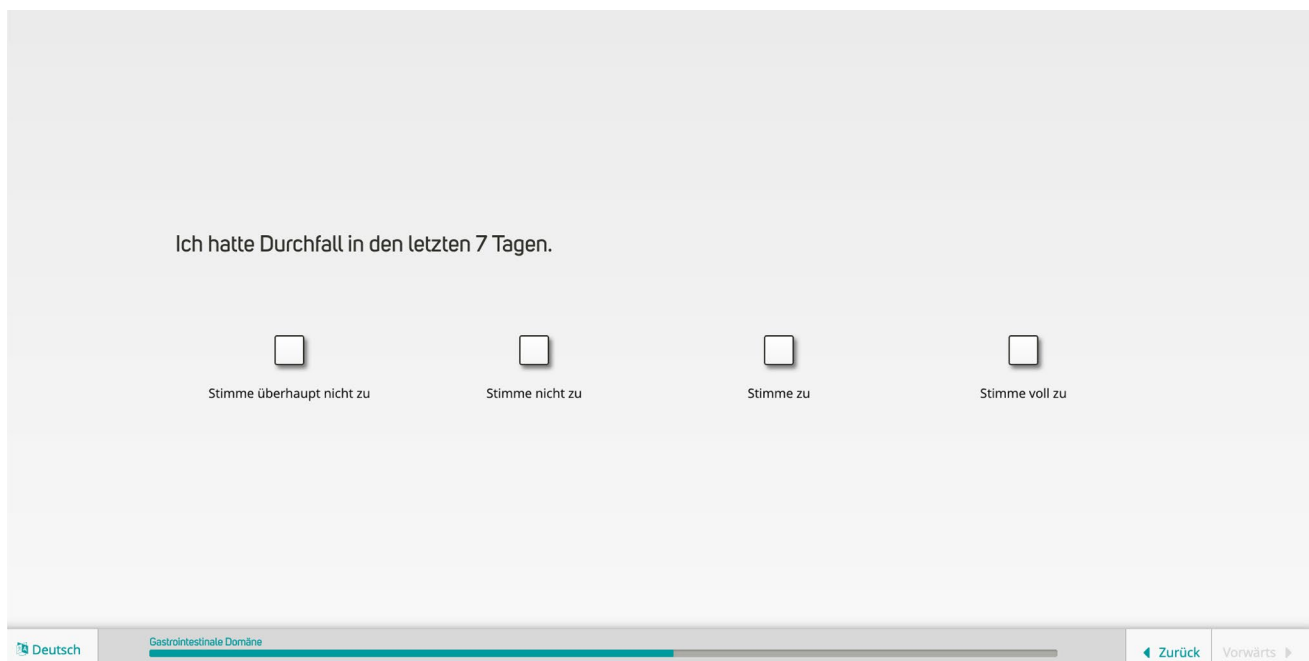 Ich hatte Durchfall in den letzten 7 Tagen.
Stimme überhaupt nicht zu
Stimme nicht zu
Stimme zu
Stimme voll zu
Deutsch
Gastrointestinale Domäne
Zurück
Vorwärts